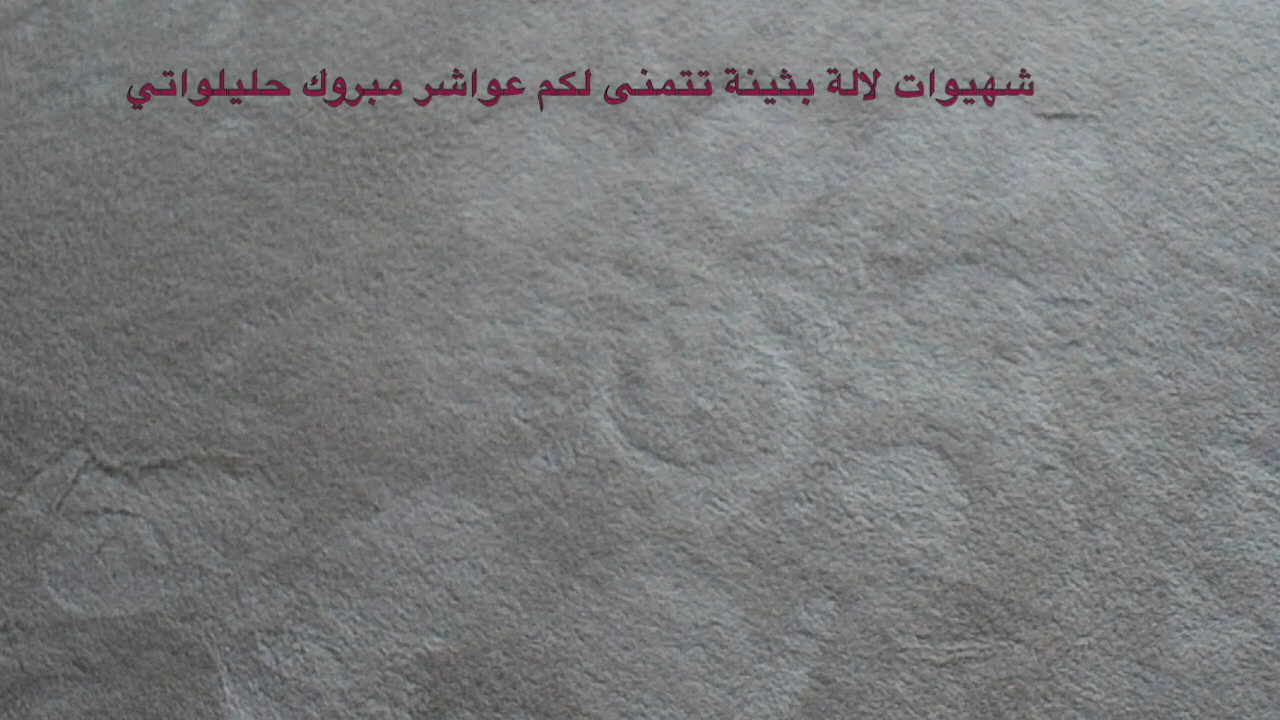 شهيوات لالة بثينة تتمنى لكم عواشر مبروك حليلواتي